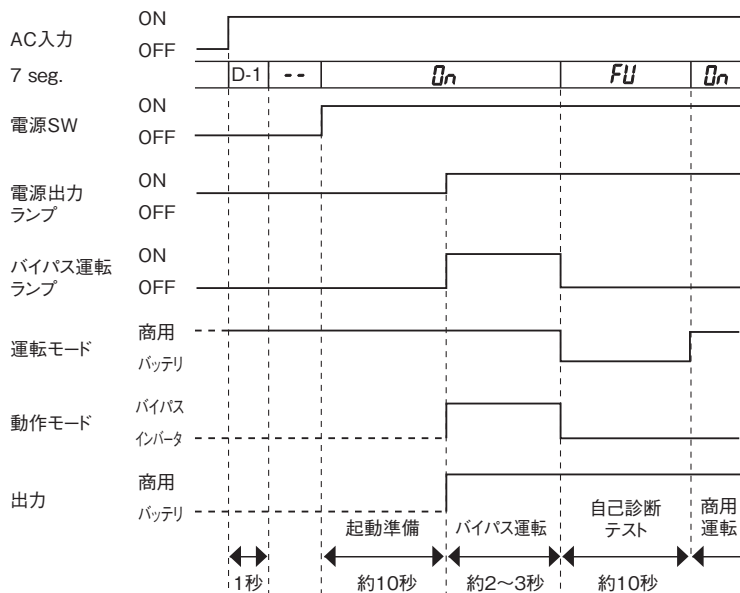 AC入力 ON
OFF
7 seg. D-1 -- On FU On
電源SW ON
OFF
電源出力
ランプ
ON
OFF
バイパス運転
ランプ
ON
OFF
運転モード 商用
バッテリ
動作モード バイパス
インバータ
出力 商用
バッテリ
起動準備 バイパス運転 自己診断
テスト
商用
運転
1秒 約10秒 約2〜3秒 約10秒